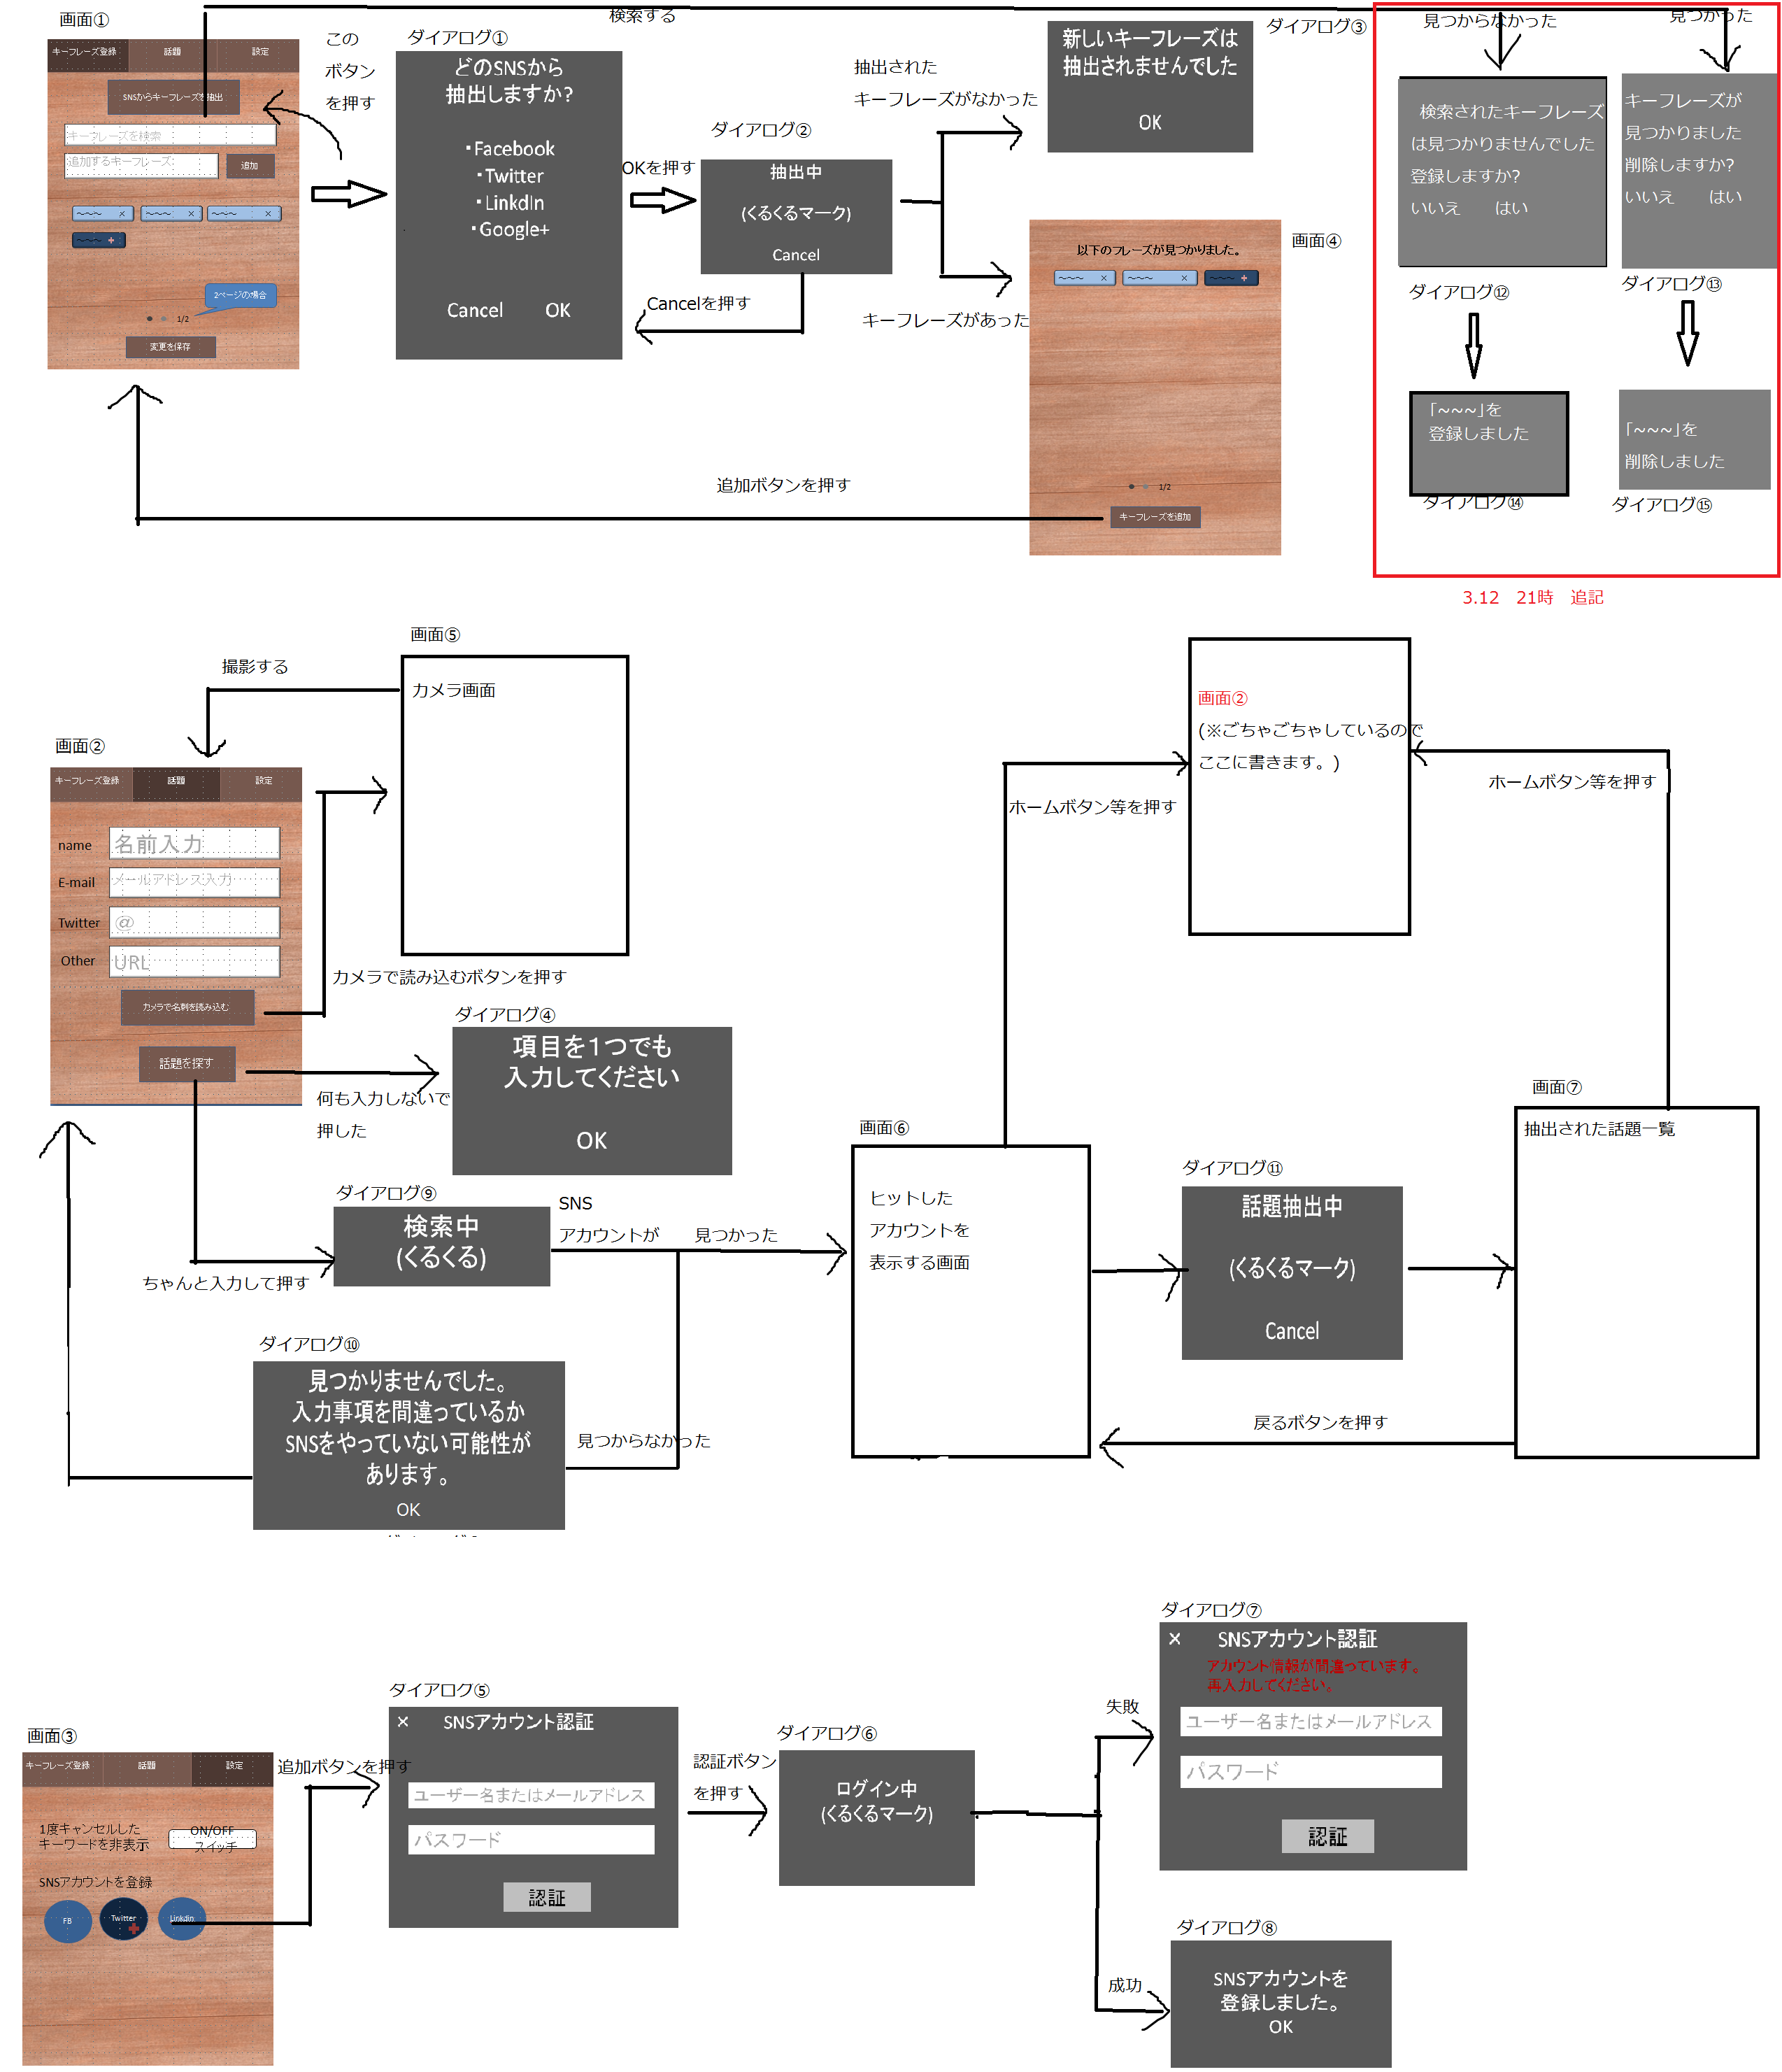 画面①
キーフレーズ登録
話題
設定
SNSからキーフレーズを抽出
キーフレーズを検索
追加するキーフレーズ
追加
~~~ ×
~~~ ×
~~~ ×
~~~ +
2ページの場合
1/2
変更を保存
この
ボタン
を押す
検索する
ダイアログ①
どのSNSから
抽出しますか?
・Facebook
・Twitter
・LinkdIn
・Google+
Cancel OK
OKを押す
ダイアログ②
抽出中
(くるくるマーク)
Cancel
Cancelを押す
抽出された
キーフレーズがなかった
キーフレーズがあった
新しいキーフレーズは
抽出されませんでした
OK
ダイアログ③
画面④
以下のフレーズが見つかりました。
~~~ ×
~~~ ×
~~~ +
1/2
キーフレーズを追加
追加ボタンを押す
見つからなかった
見つかった
検索されたキーフレーズ
は見つかりませんでした
登録しますか?
いいえ はい
ダイアログ⑫
キーフレーズが
見つかりました
削除しますか?
いいえ はい
ダイアログ⑬
「~~~」を
登録しました
ダイアログ⑭
「~~~」を
削除しました
ダイアログ⑮
3.12 21時 追記
画面⑤
カメラ画面
撮影する
画面②
キーフレーズ登録
話題
設定
name
名前入力
E-mail
メールアドレス入力
Twitter
@
Other
URL
カメラで名刺を読み込む
話題を探す
カメラで読み込むボタンを押す
何も入力しないで
押した
ダイアログ④
項目を1つでも
入力してください
OK
ちゃんと入力して押す
ダイアログ⑨
検索中
(くるくる)
SNS
アカウントが
見つかった
見つからなかった
ダイアログ⑩
見つかりませんでした。
入力事項を間違っているか
SNSをやっていない可能性が
あります。
OK
画面⑥
ヒットした
アカウントを
表示する画面
ホームボタン等を押す
画面②
(※ごちゃごちゃしているので
ここに書きます。)
ホームボタン等を押す
ダイアログ⑪
話題抽出中
(くるくるマーク)
Cancel
画面⑦
抽出された話題一覧
戻るボタンを押す
画面③
キーフレーズ登録
話題
設定
1度キャンセルした
キーワードを非表示
ON/OFF
スイッチ
SNSアカウントを登録
FB
Twitter
Linkdin
追加ボタンを押す
ダイアログ⑤
× SNSアカウント認証
ユーザー名またはメールアドレス
パスワード
認証
認証ボタン
を押す
ダイアログ⑥
ログイン中
(くるくるマーク)
失敗
成功
ダイアログ⑦
× SNSアカウント認証
アカウント情報が間違っています。
再入力してください。
ユーザー名またはメールアドレス
パスワード
認証
ダイアログ⑧
SNSアカウントを
登録しました。
OK